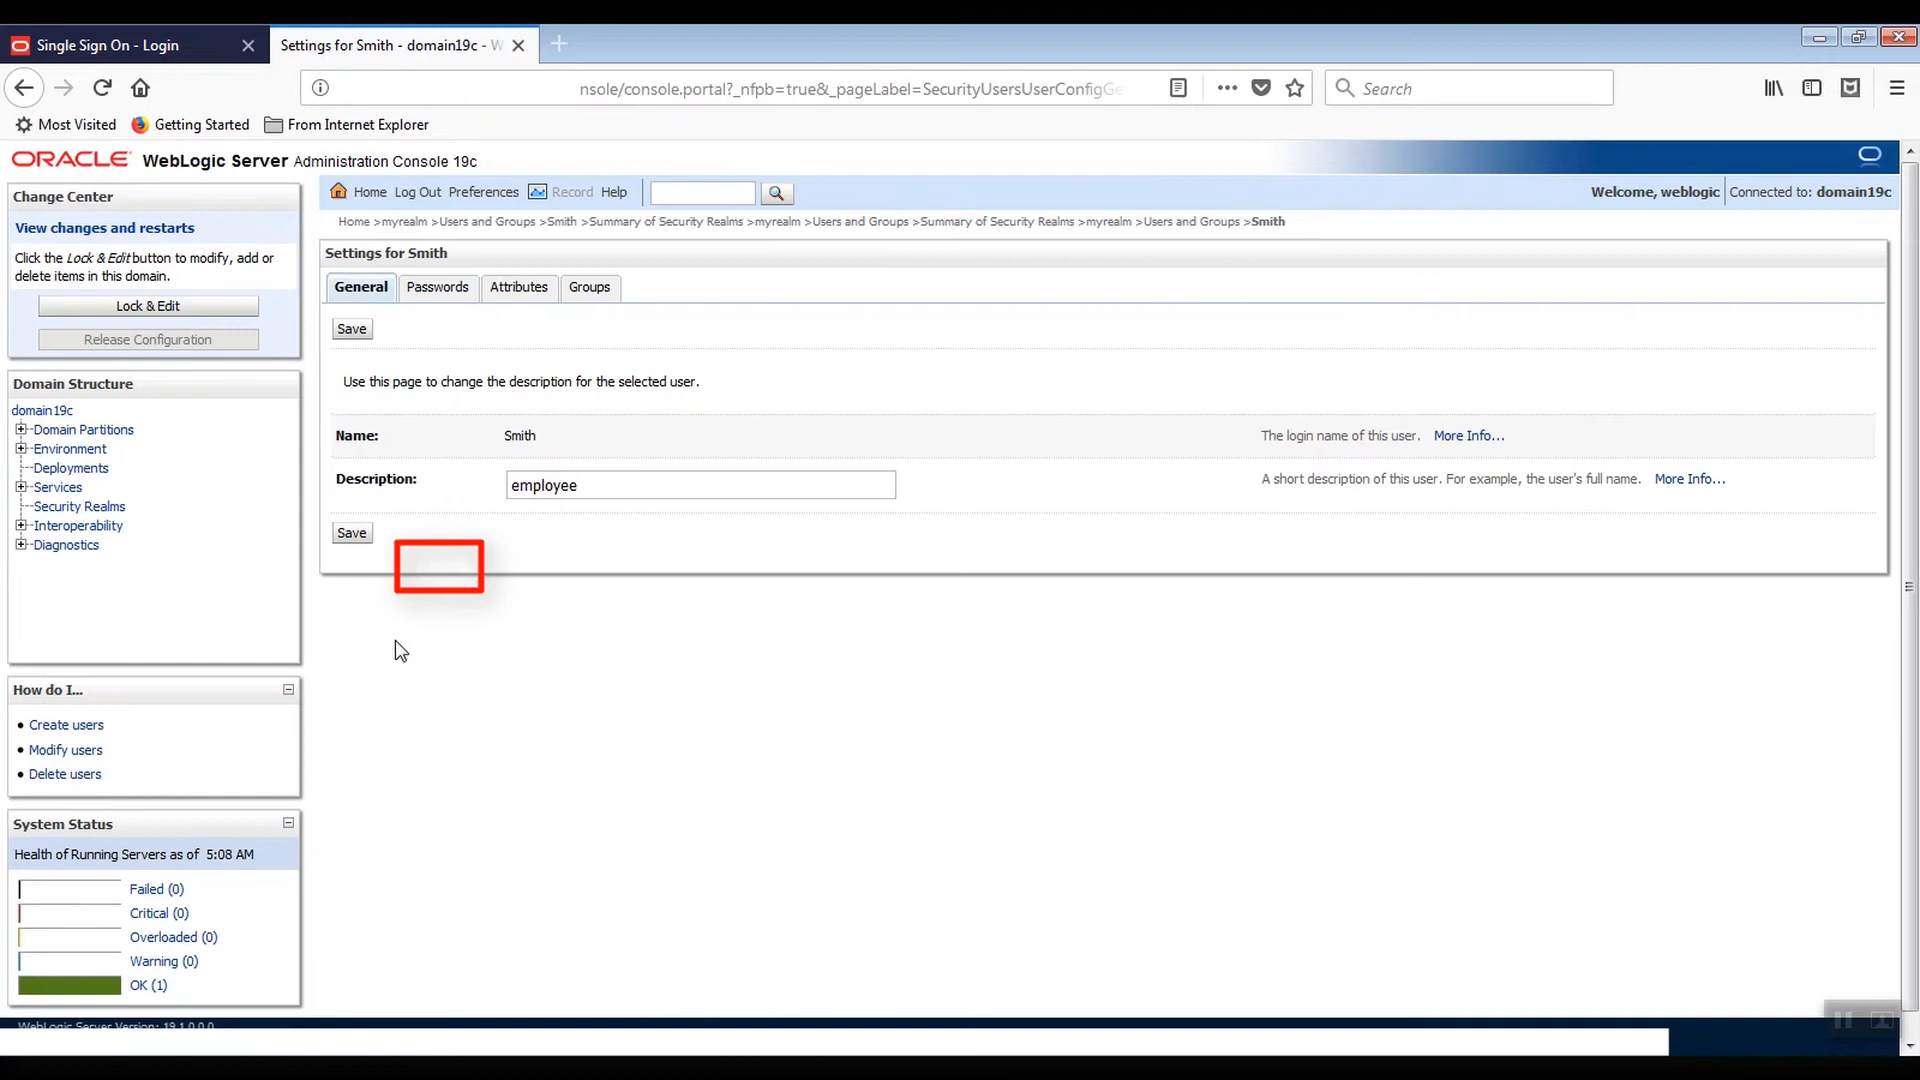 Single Sign On - Login
Settings for Smith - domain19c - W
nsole/console.portal?_nfpb=true&_pageLabel=SecurityUsersUserConfigGe
Search
Most Visited
Getting Started
From Internet Explorer
ORACLE WebLogic Server Administration Console 19c
Change Center
View changes and restarts
Click the Lock & Edit button to modify, add or
delete items in this domain.
Lock & Edit
Release Configuration
Domain Structure
domain19c
Domain Partitions
Environment
Deployments
Services
Security Realms
Interoperability
Diagnostics
How do I...
Create users
Modify users
Delete users
System Status
Health of Running Servers as of 5:08 AM
Failed (0)
Critical (0)
Overloaded (0)
Warning (0)
OK (1)
Home Log Out Preferences Record Help
Welcome, weblogic
Connected to: domain19c
Home >myrealm >Users and Groups >Smith >Summary of Security Realms >myrealm >Users and Groups >Summary of Security Realms >myrealm >Users and Groups >Smith
Settings for Smith
General Passwords Attributes Groups
Save
Use this page to change the description for the selected user.
Name: Smith The login name of this user. More Info...
Description: employee A short description of this user. For example, the user's full name. More Info...
Save
WebLogic Server Version: 19.1.0.0.0